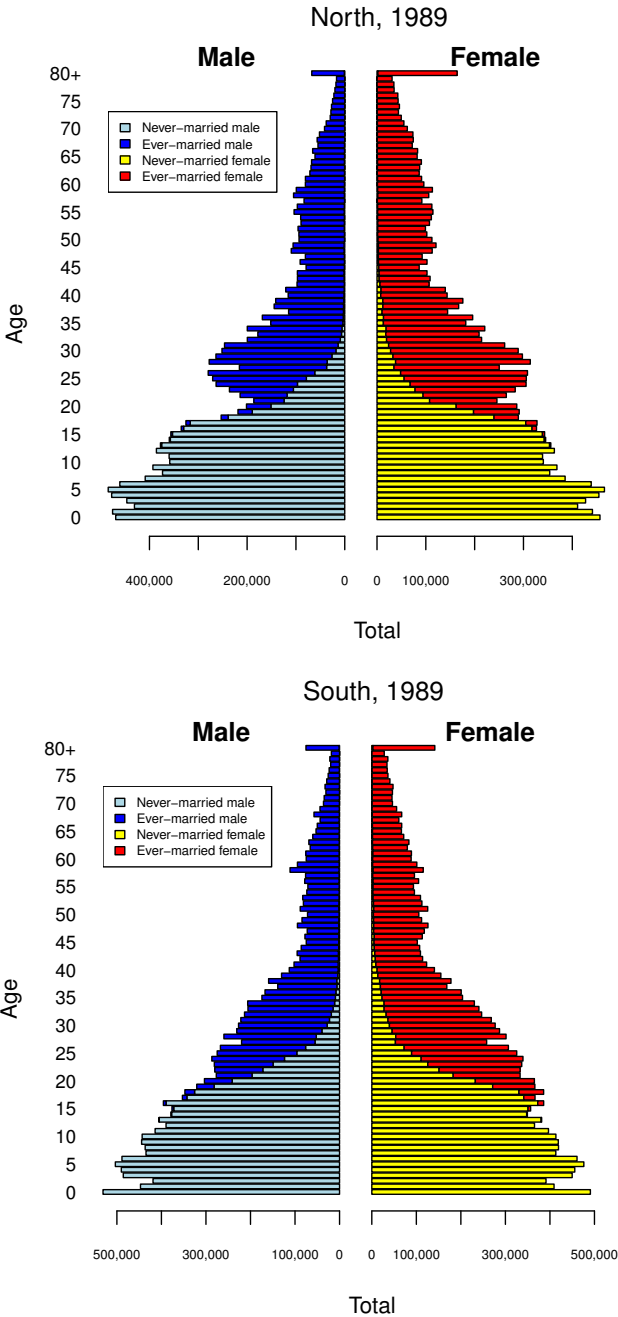 North, 1989
Male Female
80+
75
70
65
60
55
50
45
40
35
30
25
20
15
10
5
0
Age
Never−married male
Ever−married male
Never−married female
Ever−married female
400,000 200,000 0 0 100,000 300,000
Total
South, 1989
Male Female
80+
75
70
65
60
55
50
45
40
35
30
25
20
15
10
5
0
Age
Never−married male
Ever−married male
Never−married female
Ever−married female
500,000 300,000 100,000 0 0 100,000 300,000 500,000
Total